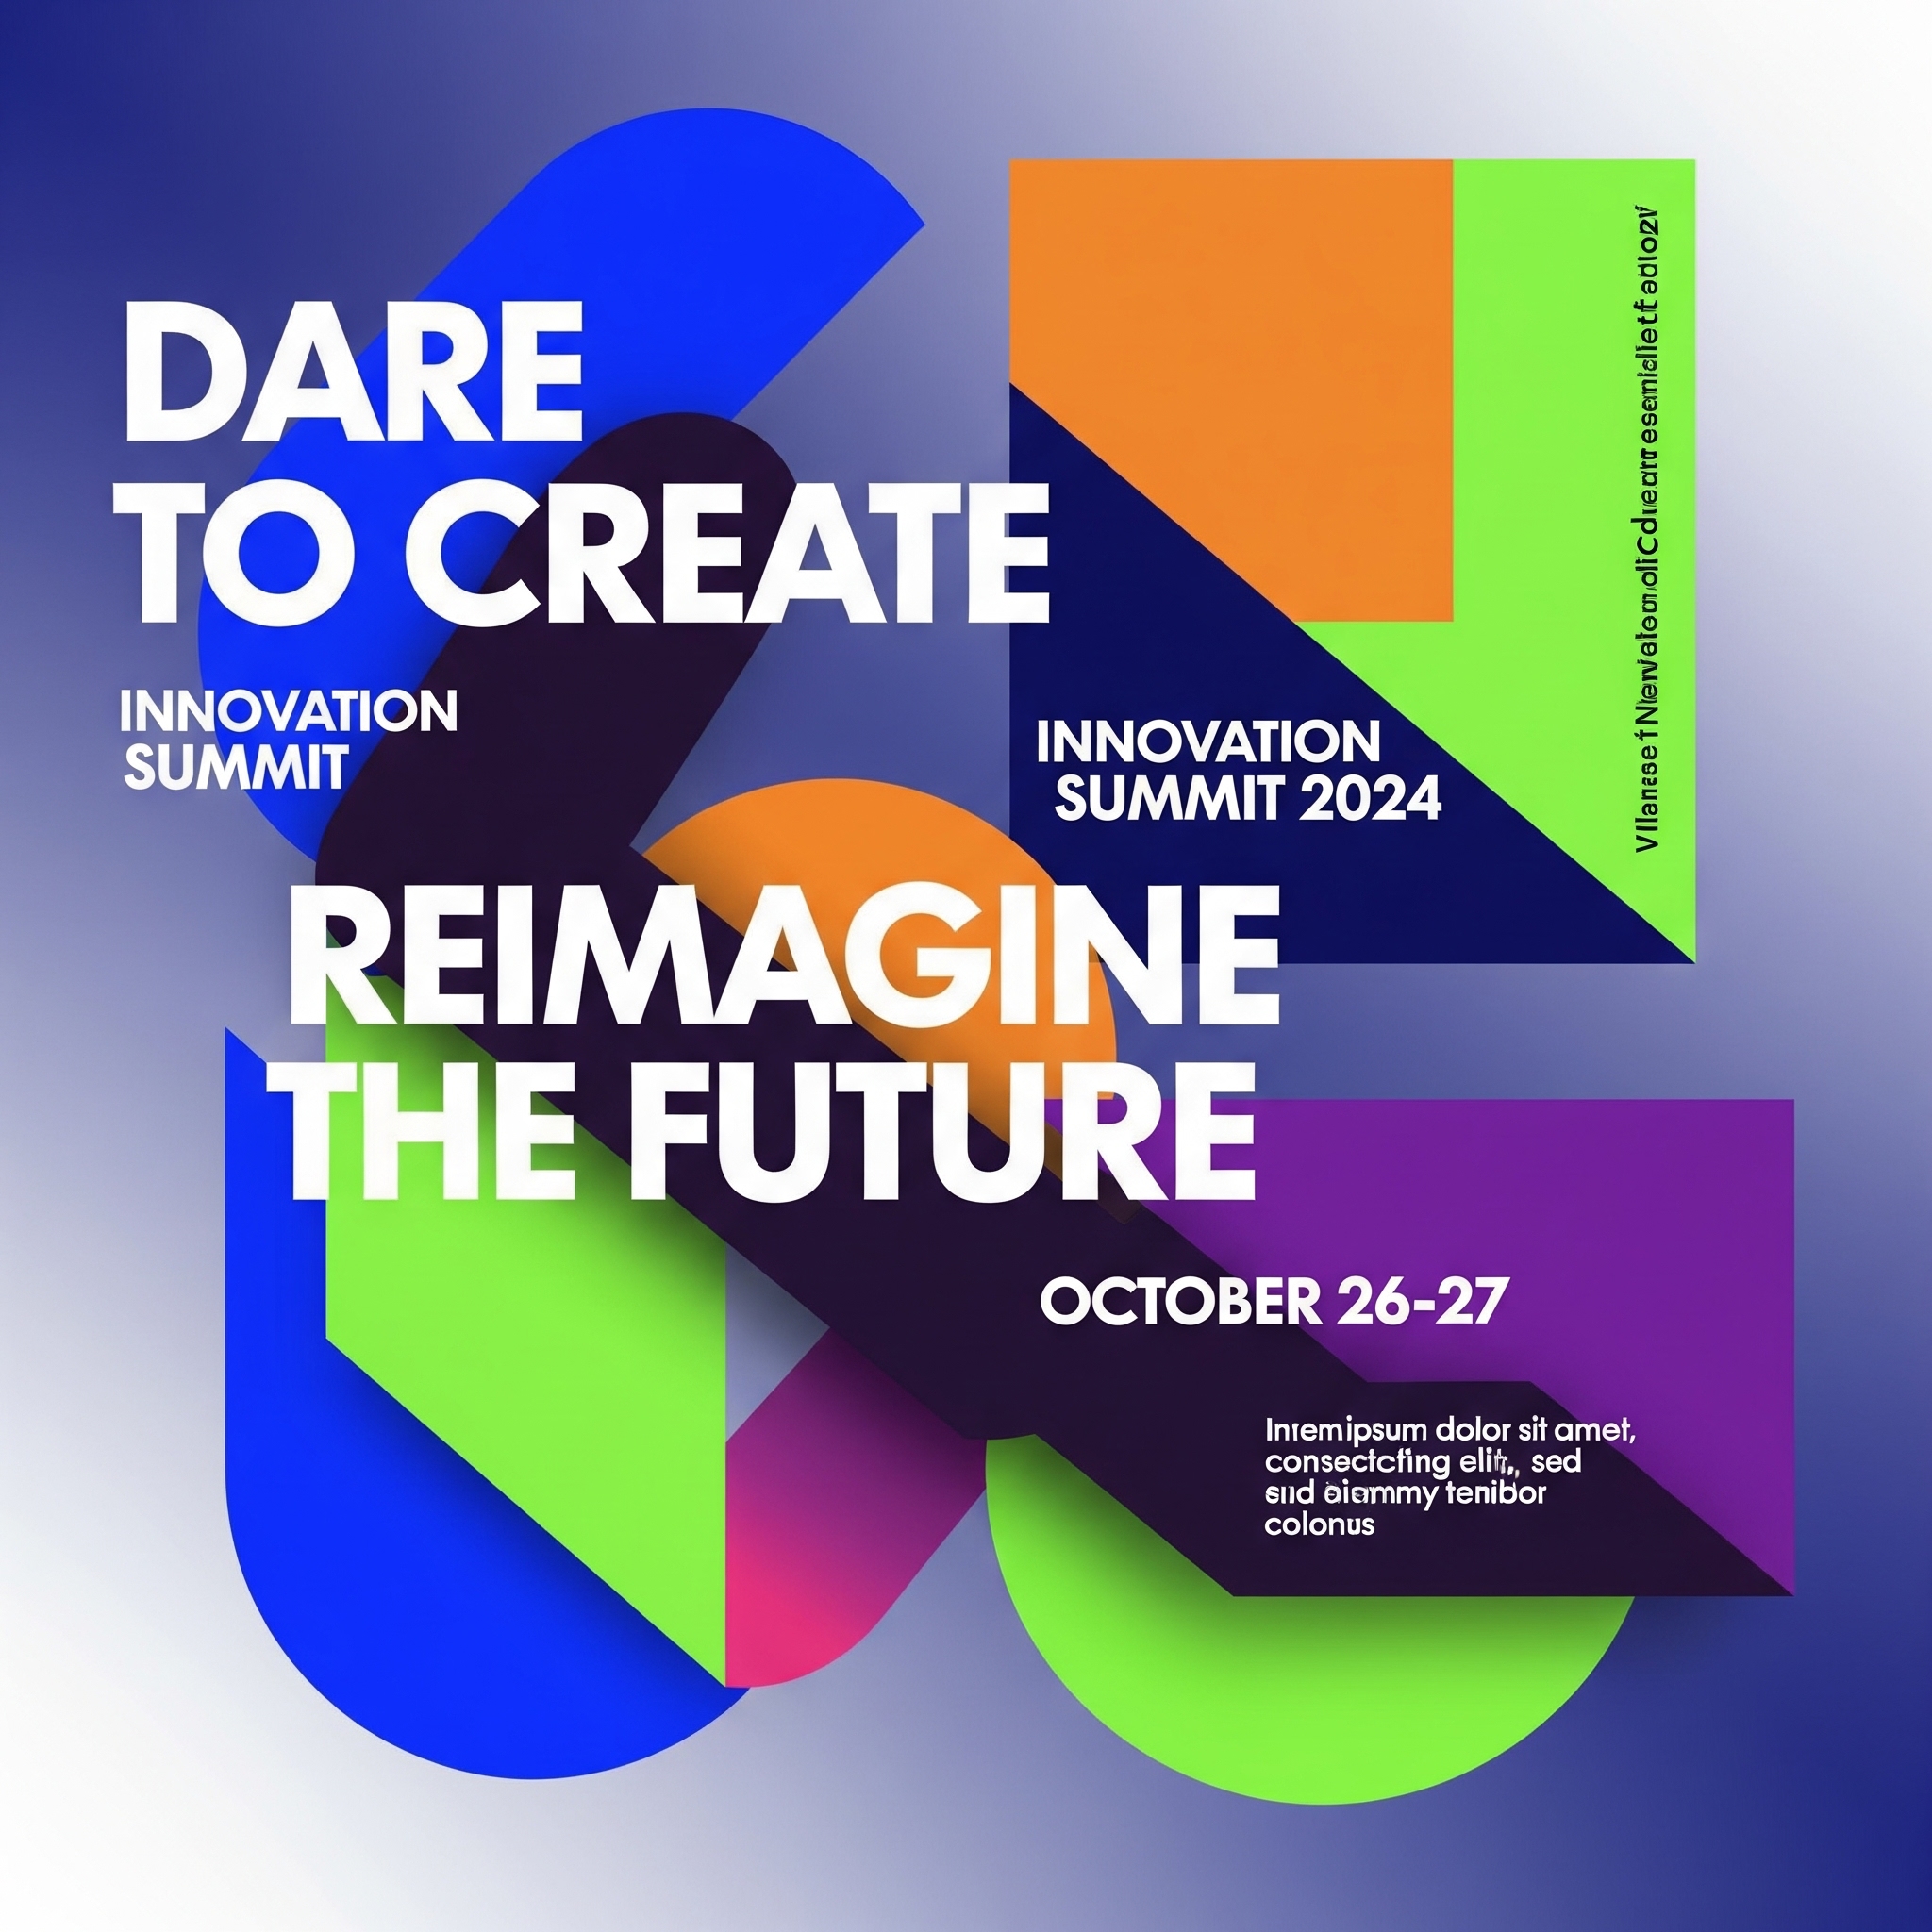 DARE
TO CREATE
INNOVATION
SUMMIT
INNOVATION
SUMMIT 2024
REIMAGINE
THE FUTURE
OCTOBER 26-27
dolor sit amet,
sed
tenibor
colonus